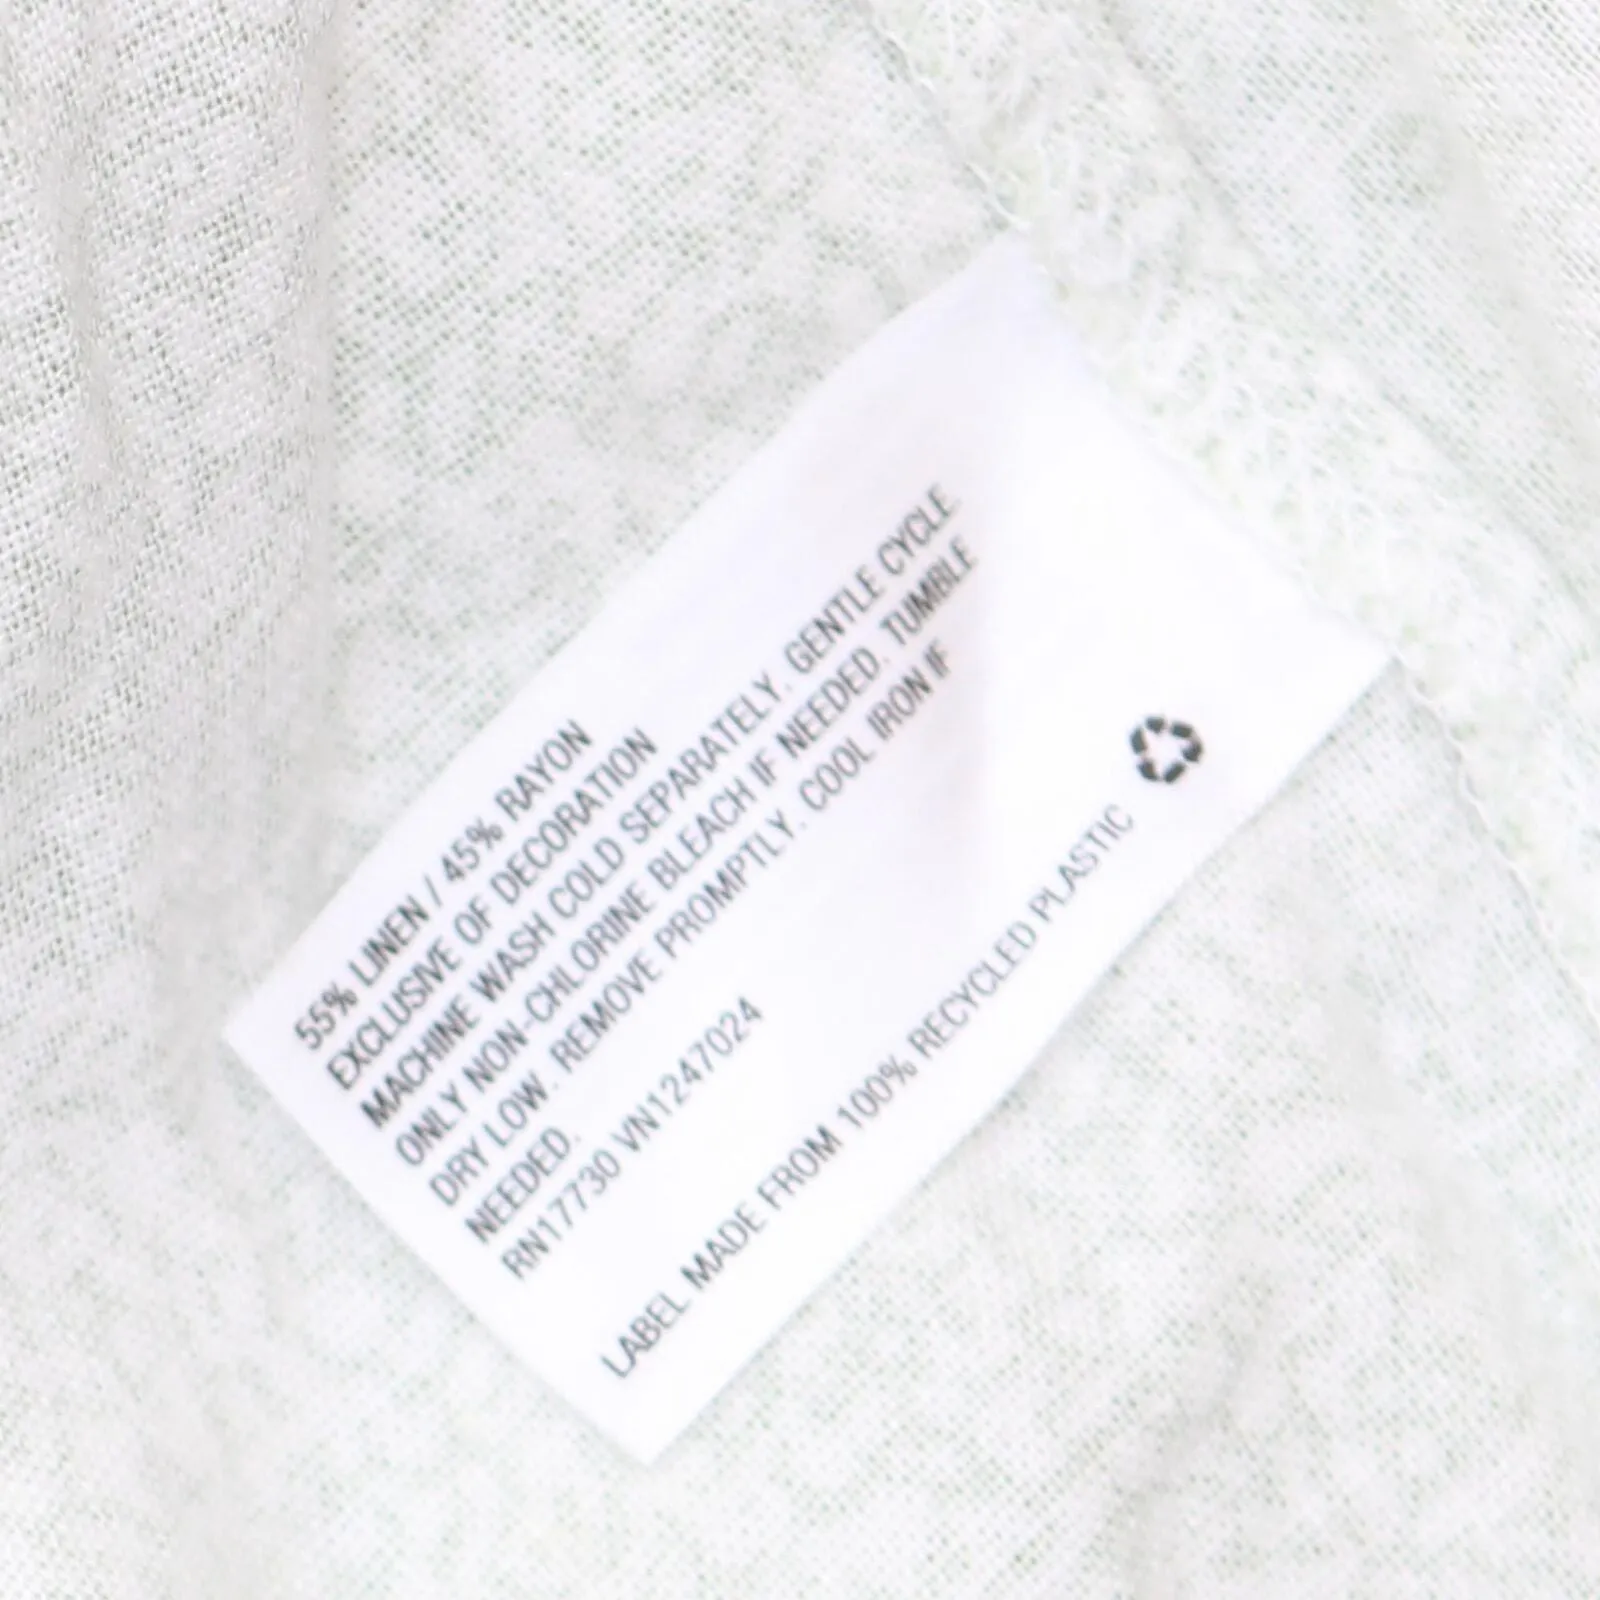 55% LINEN / 45% RAYON
EXCLUSIVE OF DECORATION
MACHINE WASH COLD SEPARATELY. GENTLE CYCLE
ONLY NON-CHLORINE BLEACH IF NEEDED. TUMBLE
DRY LOW. REMOVE PROMPTLY. COOL IRON IF
NEEDED.
RN17730 VN1247024
LABEL MADE FROM 100% RECYCLED PLASTIC